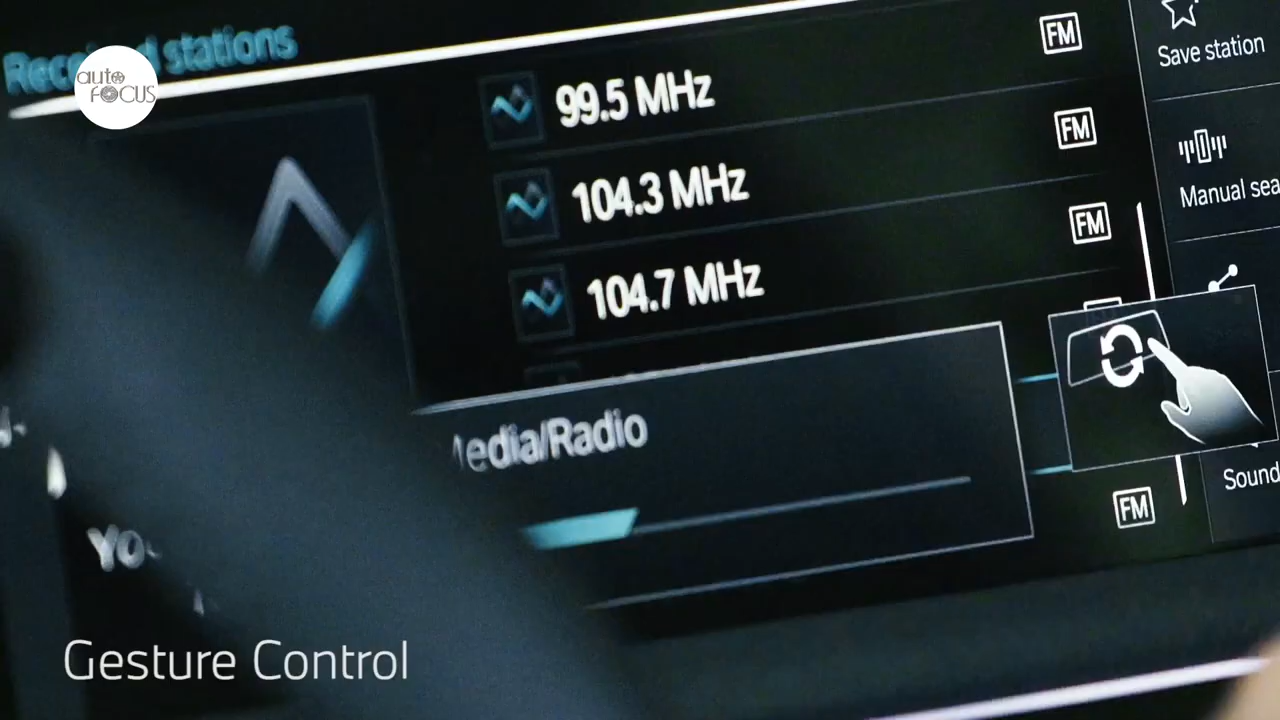 Received stations
auto
FOCUS
99.5 MHz
FM
104.3 MHz
FM
104.7 MHz
FM
Save station
Manual sea
Media/Radio
Sound
FM
Gesture Control